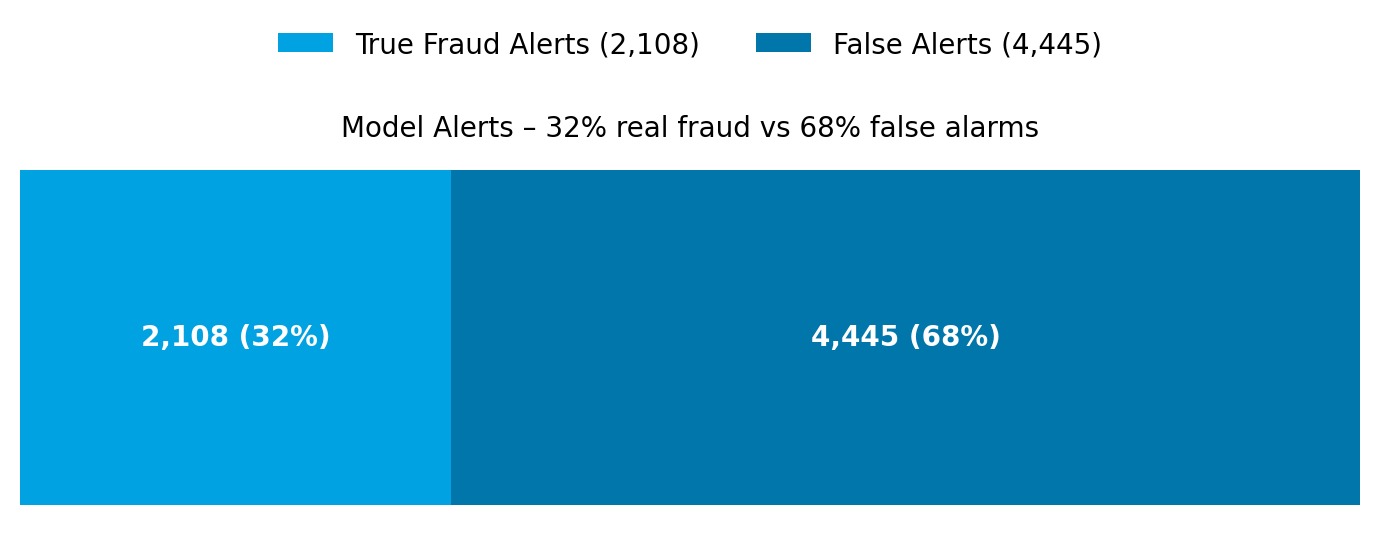 True Fraud Alerts (2,108) False Alerts (4,445)
Model Alerts – 32% real fraud vs 68% false alarms
2,108 (32%) 4,445 (68%)